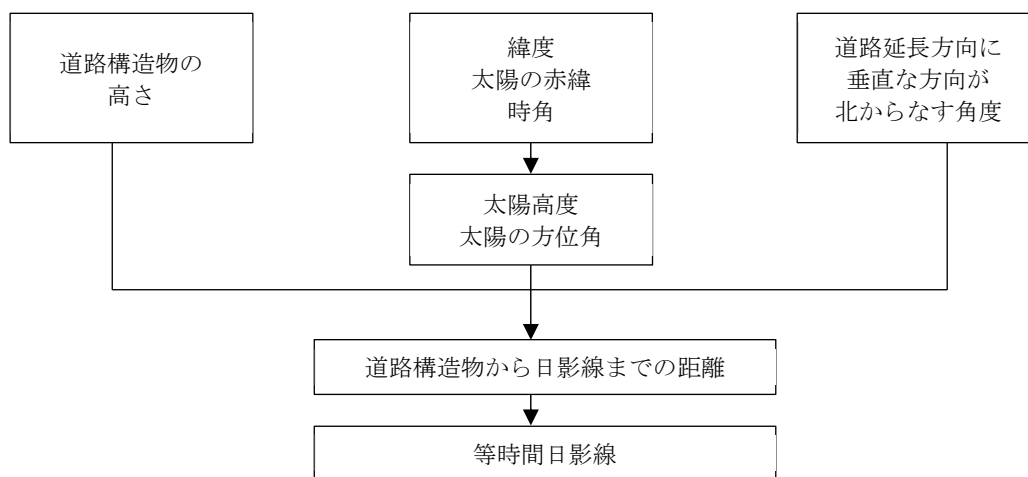 道路構造物の
高さ
緯度
太陽の赤緯
時角
道路延長方向に
垂直な方向が
北からなす角度
太陽高度
太陽の方位角
道路構造物から日影線までの距離
等時間日影線